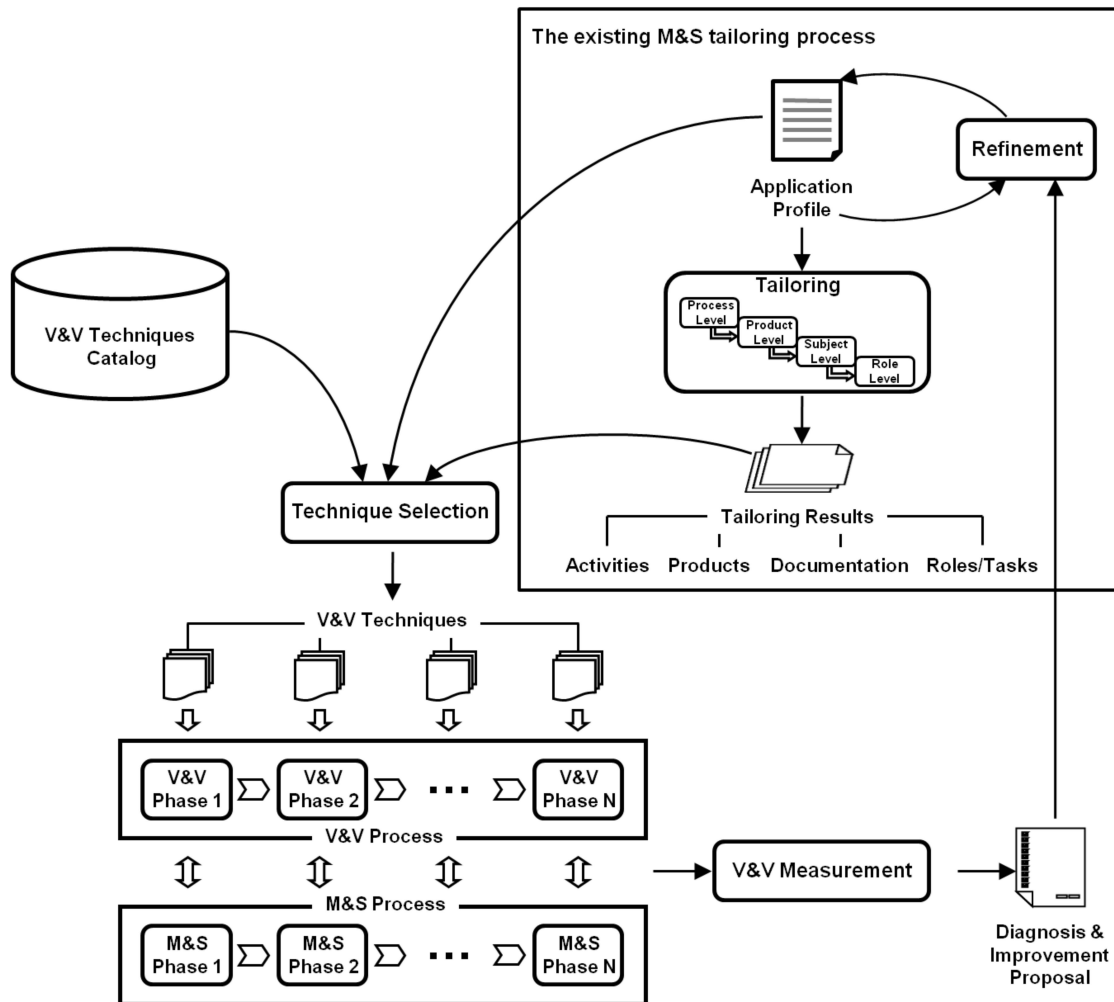 The existing M&S tailoring process
Refinement
Application
Profile
Tailoring
Process
Level
Product
Level
Subject
Level
Role
Level
V&V Techniques
Catalog
Technique Selection
Tailoring Results
Activities Products Documentation Roles/Tasks
V&V Techniques
V&V
Phase 1
V&V
Phase 2
...
V&V
Phase N
V&V Process
V&V Measurement
M&S Process
M&S
Phase 1
M&S
Phase 2
...
M&S
Phase N
Diagnosis &
Improvement
Proposal